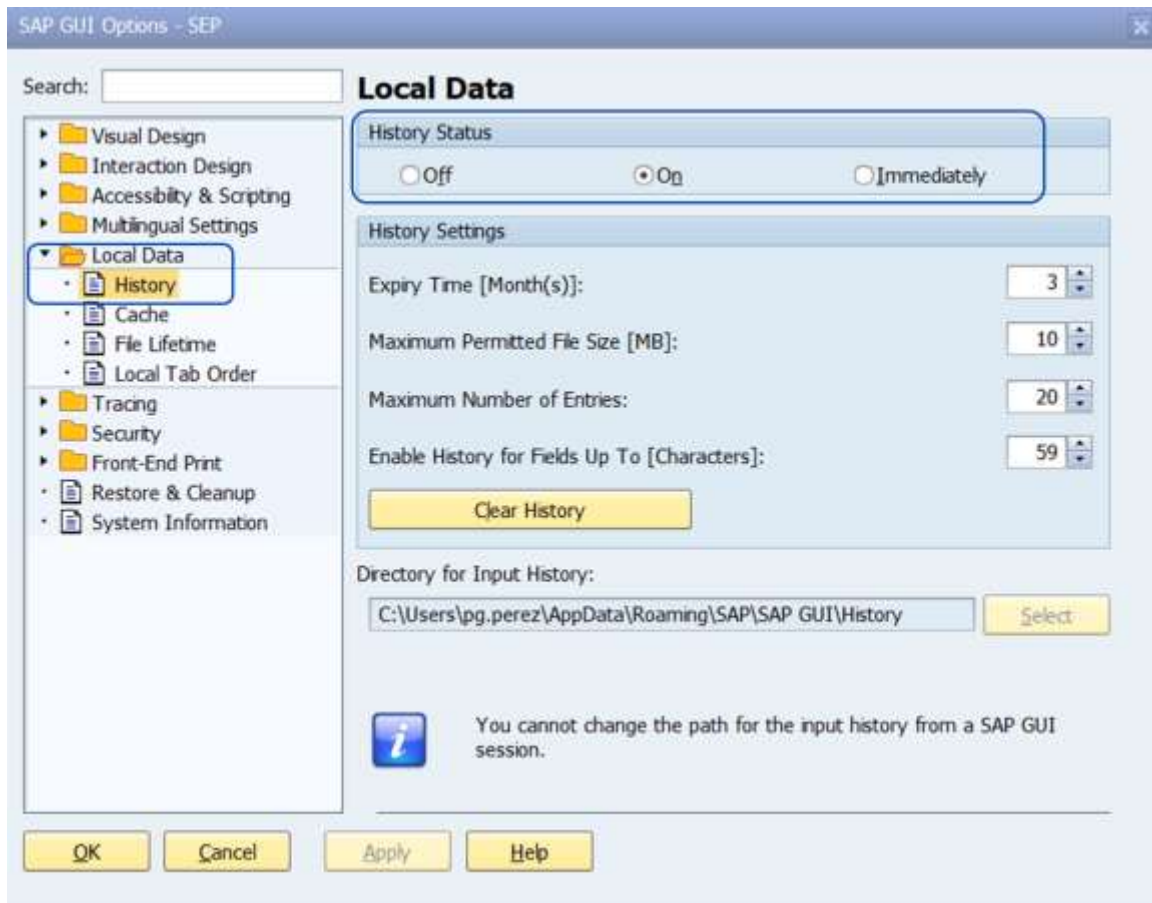 SAP GUI Options - SEP
Search:
Visual Design
Interaction Design
Accessibility & Scripting
Multilingual Settings
Local Data
History
Cache
File Lifetime
Local Tab Order
Tracing
Security
Front-End Print
Restore & Cleanup
System Information
Local Data
History Status
Off On Immediately
History Settings
Expiry Time [Month(s)]: 3
Maximum Permitted File Size [MB]: 10
Maximum Number of Entries: 20
Enable History for Fields Up To [Characters]: 59
Clear History
Directory for Input History:
C:\Users\pg.perez\AppData\Roaming\SAP\SAP GUI\History Select
You cannot change the path for the input history from a SAP GUI
session.
OK Cancel Apply Help